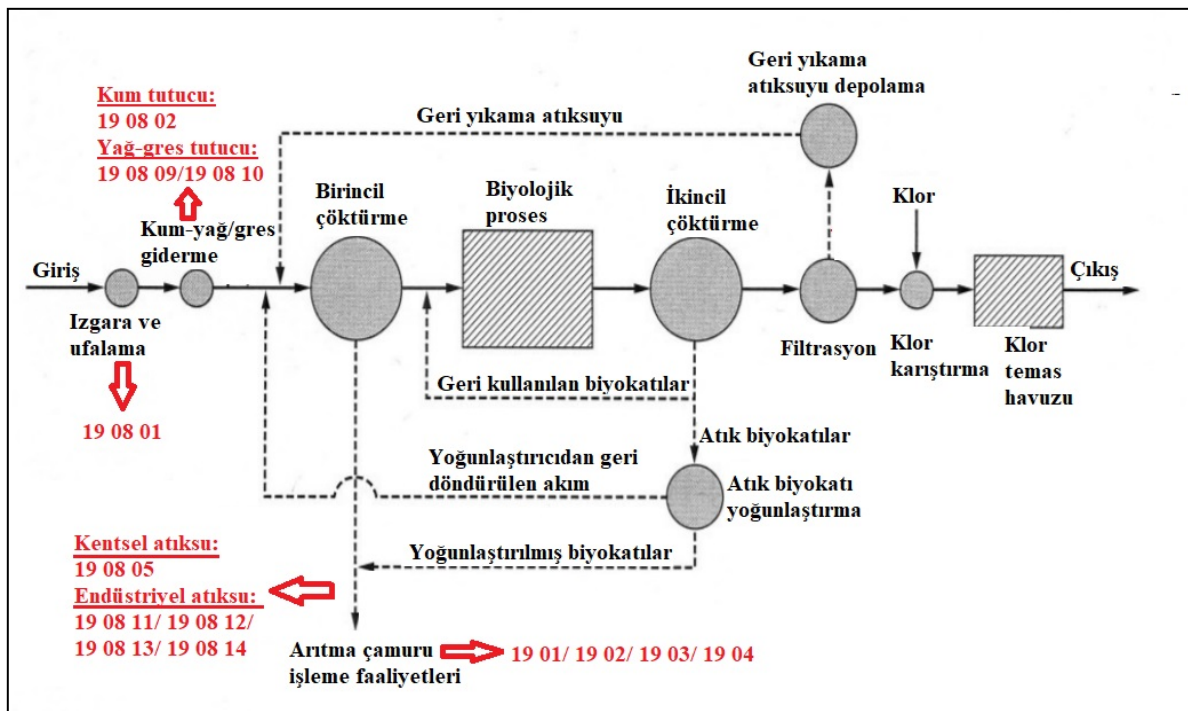 Geri yıkama
atıksuyu depolama
Kum tutucu:
19 08 02
Yağ-gres tutucu:
19 08 09/19 08 10
Geri yıkama atıksuyu
Birincil
çöktürme
Biyolojik
proses
İkincil
çöktürme
Klor
Kum-yağ/gres
giderme
Giriş
Çıkış
Izgara ve
ufalama
Filtrasyon
Klor
karıştırma
Klor
temas
havuzu
19 08 01
Geri kullanılan biyokatılar
Atık biyokatılar
Yoğunlaştırıcıdan geri
döndürülen akım
Atık biyokatı
yoğunlaştırma
Yoğunlaştırılmış biyokatılar
Kentsel atıksu:
19 08 05
Endüstriyel atıksu:
19 08 11/ 19 08 12/
19 08 13/ 19 08 14
Arıtma çamuru
işleme faaliyetleri
19 01/ 19 02/ 19 03/ 19 04